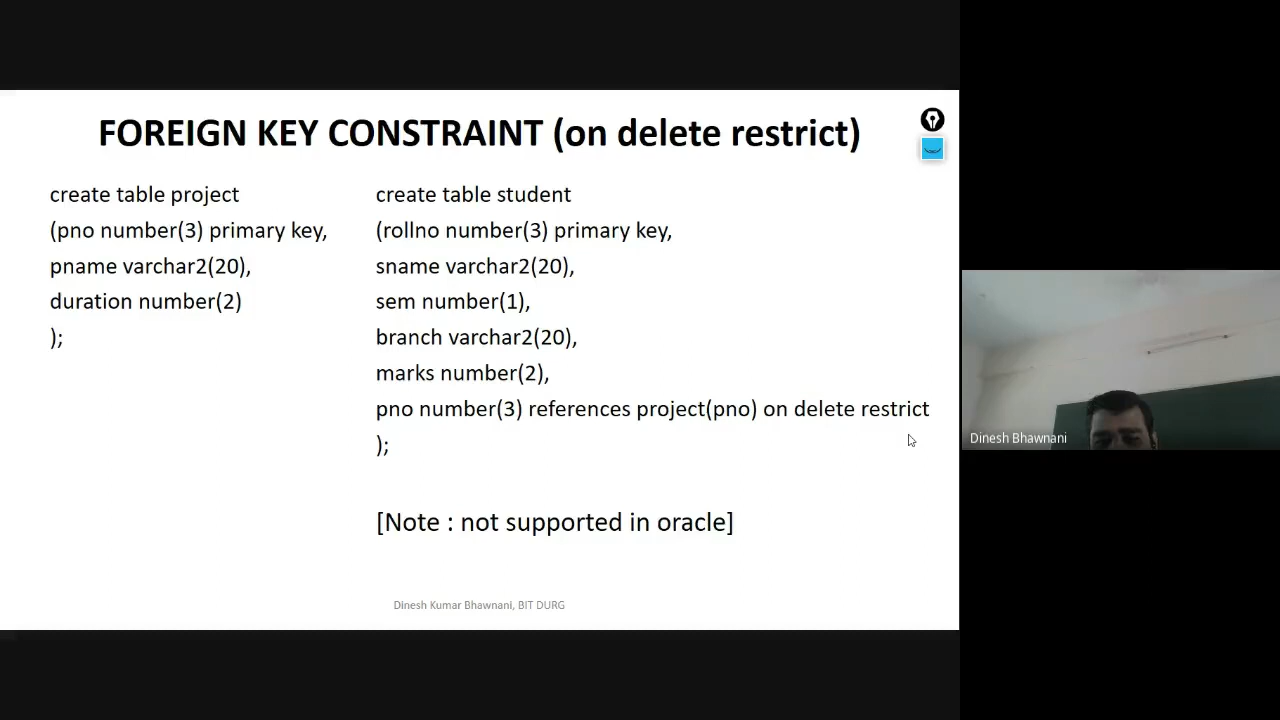 FOREIGN KEY CONSTRAINT (on delete restrict)
create table project
(pno number(3) primary key,
pname varchar2(20),
duration number(2)
);
create table student
(rollno number(3) primary key,
sname varchar2(20),
sem number(1),
branch varchar2(20),
marks number(2),
pno number(3) references project(pno) on delete restrict
);
[Note : not supported in oracle]
Dinesh Kumar Bhawnani, BIT DURG
Dinesh Bhawnani